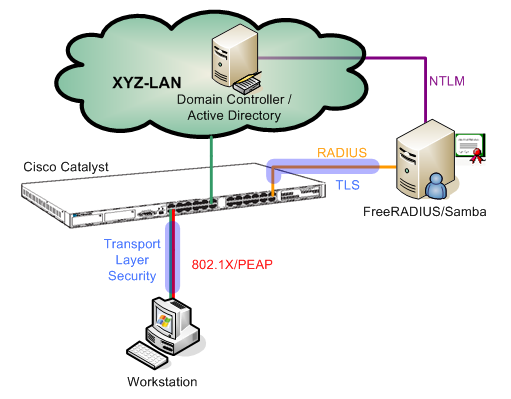 XYZ-LAN
Domain Controller /
Active Directory
NTLM
Cisco Catalyst
RADIUS
TLS
FreeRADIUS/Samba
Transport
Layer
Security
802.1X/PEAP
Workstation